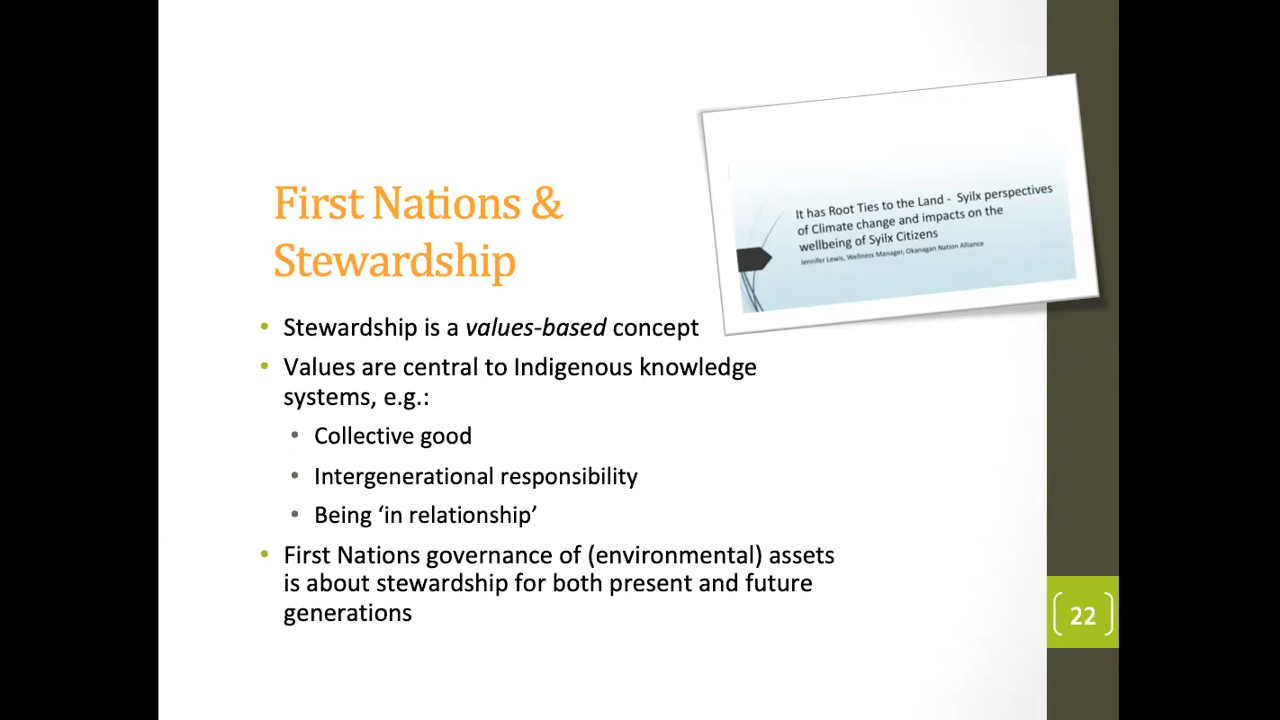 First Nations &
Stewardship
It has Root Ties to the Land - Syilx perspectives
of Climate change and impacts on the
wellbeing of Syilx Citizens
Jennifer Lewis, Wellness Manager, Okanagan Nation Alliance
• Stewardship is a values-based concept
• Values are central to Indigenous knowledge
systems, e.g.:
• Collective good
• Intergenerational responsibility
• Being ‘in relationship’
• First Nations governance of (environmental) assets
is about stewardship for both present and future
generations
22